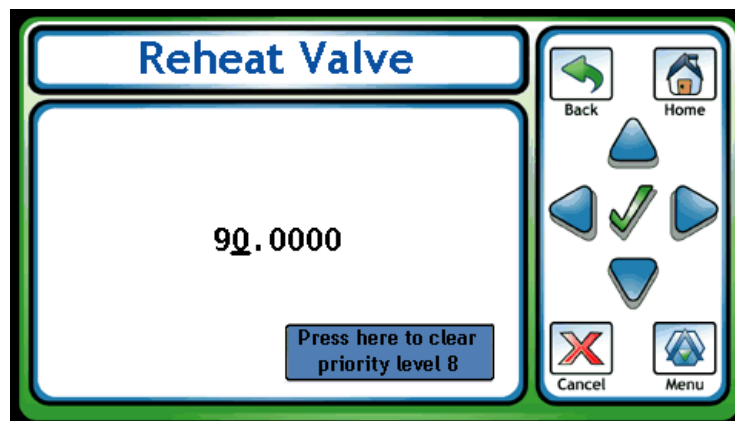 Reheat Valve
90.0000
Press here to clear
priority level 8
Back
Home
Cancel
Menu